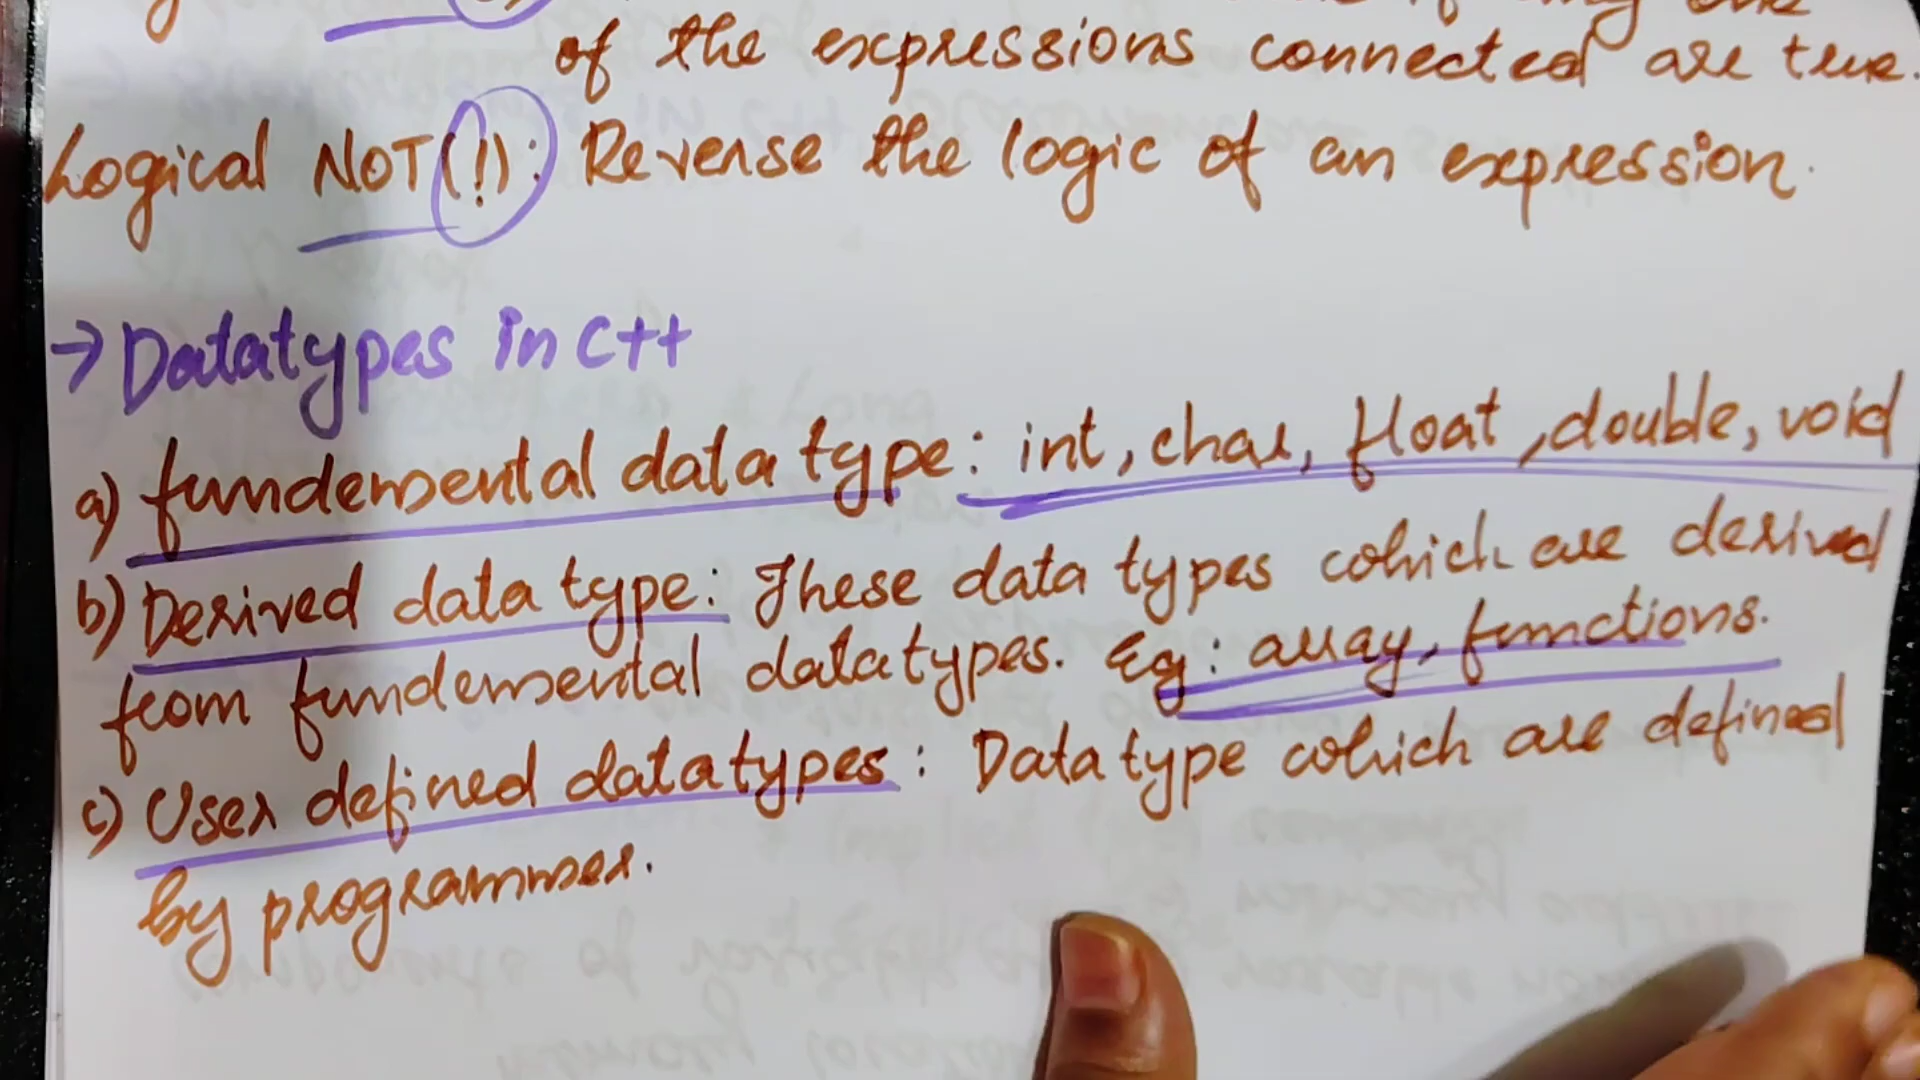 of the expressions connected are true.
Logical NOT(!): Reverse the logic of an expression.
→ Datatypes in C++
a) fundemental data type: int, char, float, double, void
b) Derived data type: These data types which are derived
from fundemental datatypes. Eg: array, functions.
c) User defined datatypes: Data type which are defined
by programmer.